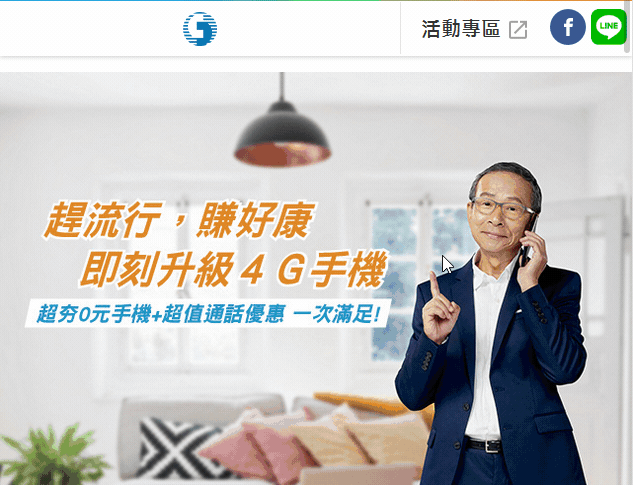 活動專區
f
LINE
趕流行，賺好康
即刻升級4G手機
超夯0元手機+超值通話優惠 一次滿足!